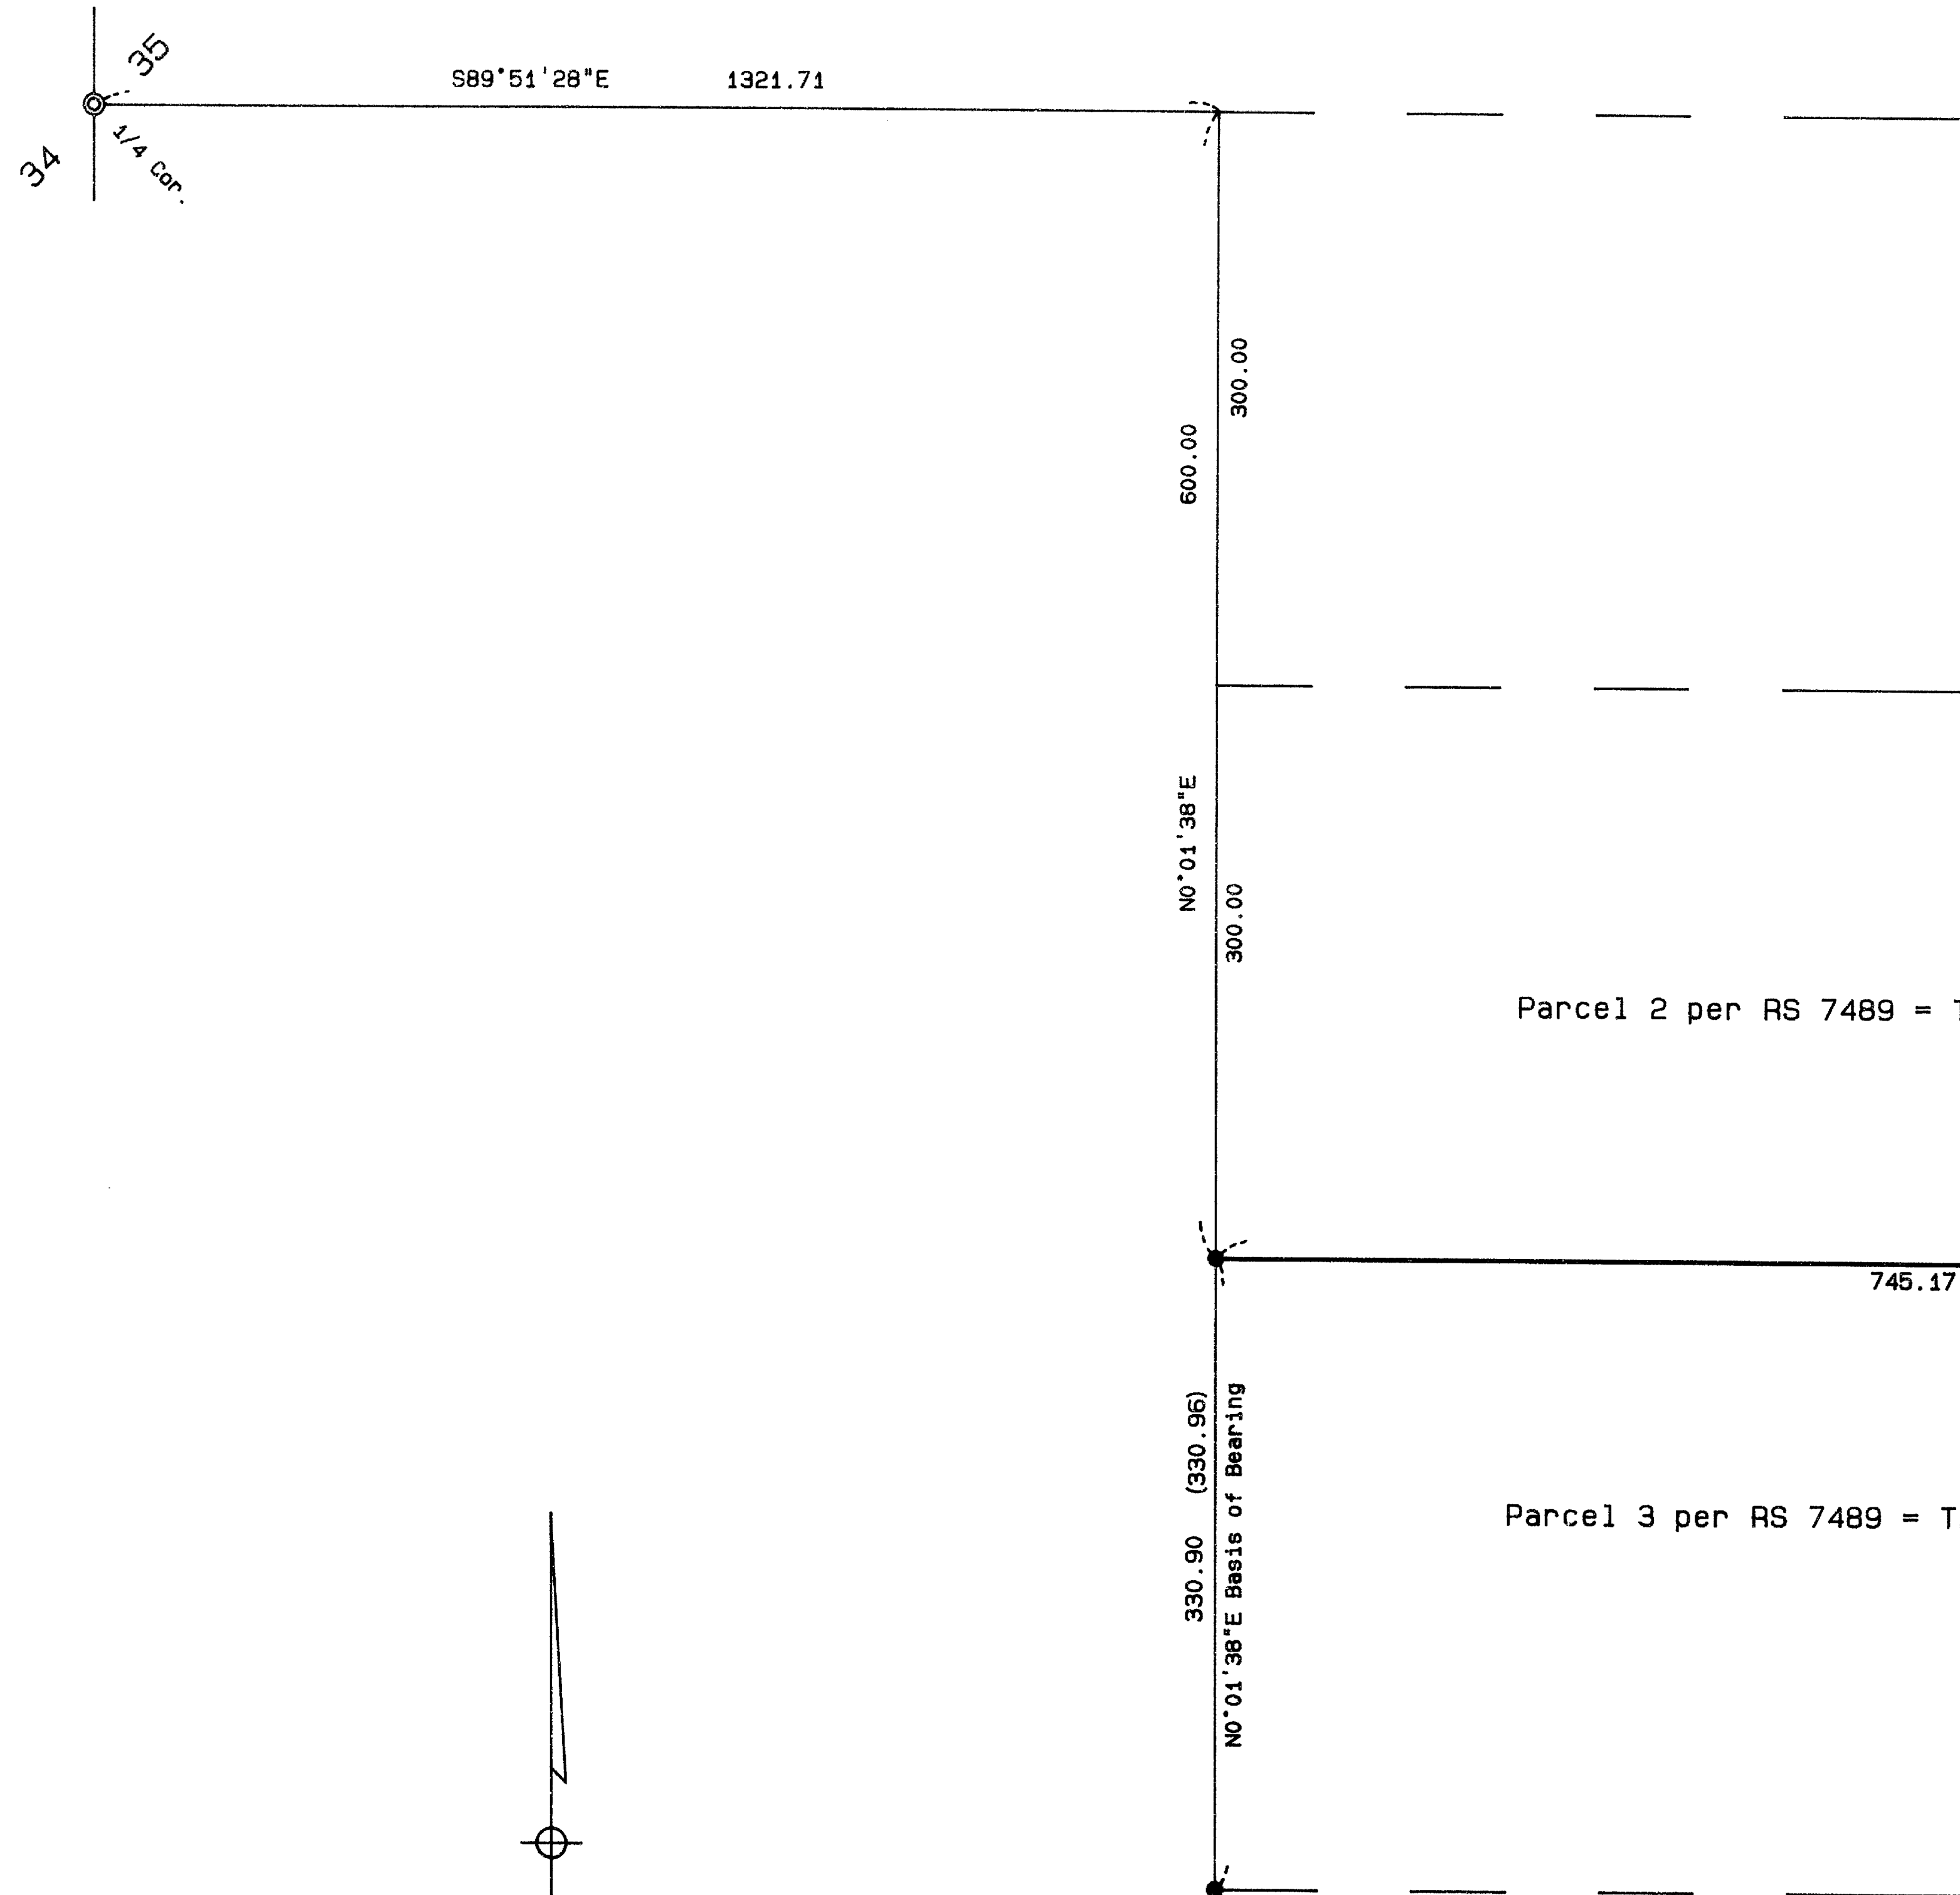 35
S89°51'28"E 1321.71
34
1/4 Cor.
300.00
600.00
N0°01'38"E
300.00
Parcel 2 per RS 7489 = T
745.17
330.90 (330.96)
N0°01'38"E Basis of Bearing
Parcel 3 per RS 7489 = T